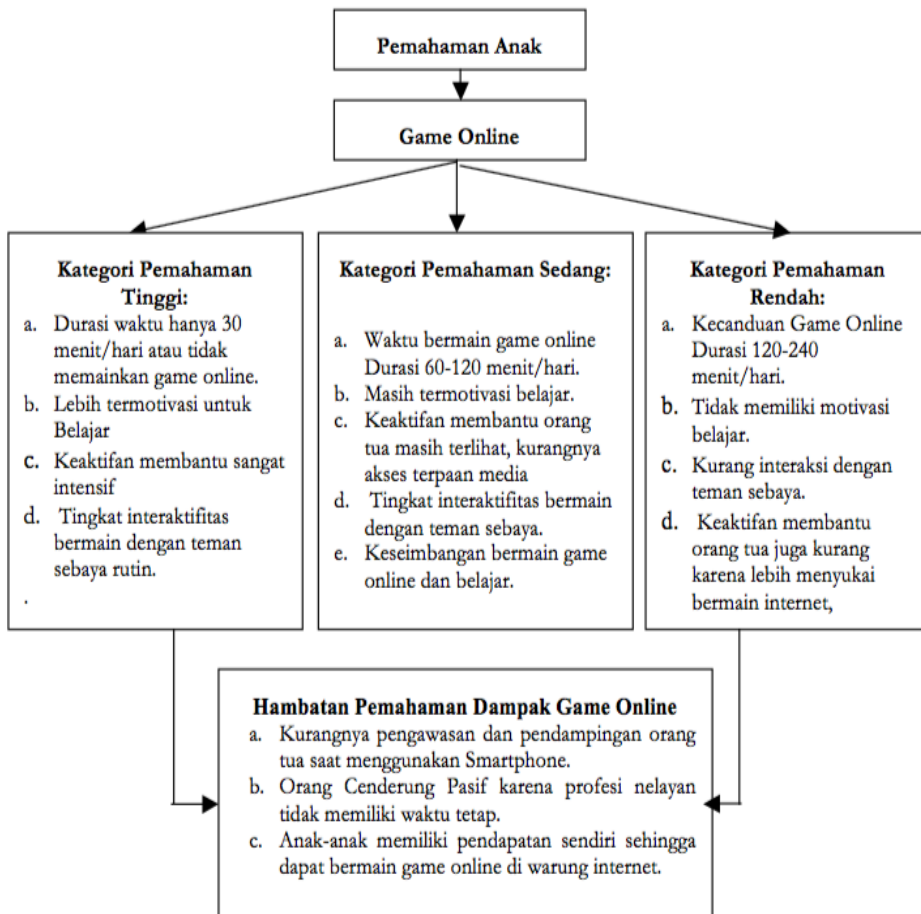 Pemahaman Anak
Game Online
Kategori Pemahaman
Tinggi:
a. Durasi waktu hanya 30
menit/hari atau tidak
memainkan game online.
b. Lebih termotivasi untuk
Belajar
c. Keaktifan membantu sangat
intensif
d. Tingkat interaktifitas
bermain dengan teman
sebaya rutin.
.
Kategori Pemahaman Sedang:
a. Waktu bermain game online
Durasi 60-120 menit/hari.
b. Masih termotivasi belajar.
c. Keaktifan membantu orang
tua masih terlihat, kurangnya
akses terpaan media
d. Tingkat interaktifitas bermain
dengan teman sebaya.
e. Keseimbangan bermain game
online dan belajar.
Kategori Pemahaman
Rendah:
a. Kecanduan Game Online
Durasi 120-240
menit/hari.
b. Tidak memiliki motivasi
belajar.
c. Kurang interaksi dengan
teman sebaya.
d. Keaktifan membantu
orang tua juga kurang
karena lebih menyukai
bermain internet,
Hambatan Pemahaman Dampak Game Online
a. Kurangnya pengawasan dan pendampingan orang
tua saat menggunakan Smartphone.
b. Orang Cenderung Pasif karena profesi nelayan
tidak memiliki waktu tetap.
c. Anak-anak memiliki pendapatan sendiri sehingga
dapat bermain game online di warung internet.